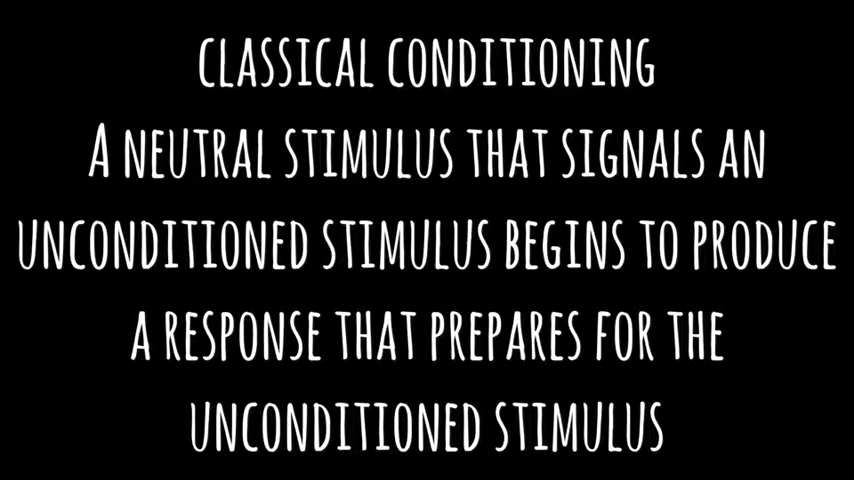 CLASSICAL CONDITIONING
A NEUTRAL STIMULUS THAT SIGNALS AN
UNCONDITIONED STIMULUS BEGINS TO PRODUCE
A RESPONSE THAT PREPARES FOR THE
UNCONDITIONED STIMULUS